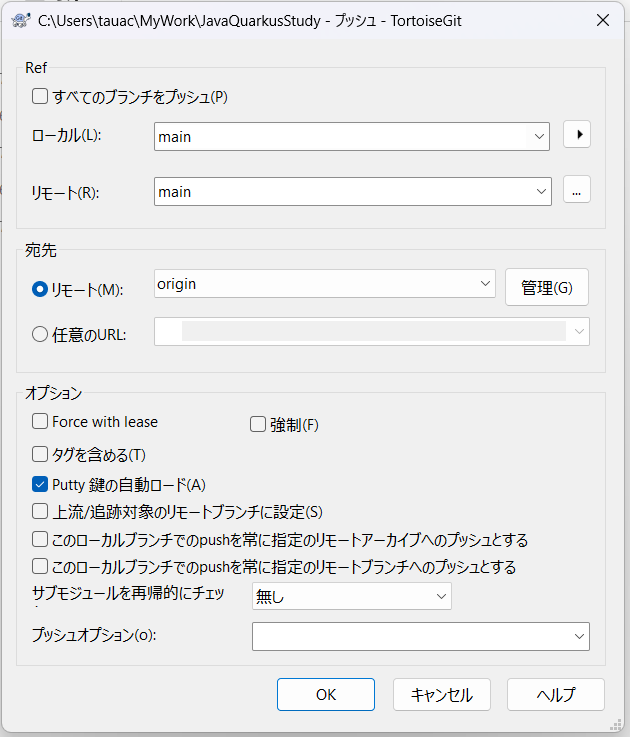 C:\Users\tauac\MyWork\JavaQuarkusStudy - プッシュ - TortoiseGit
Ref
すべてのブランチをプッシュ(P)
ローカル(L): main
リモート(R): main ...
宛先
リモート(M): origin 管理(G)
任意のURL:
オプション
Force with lease 強制(F)
タグを含める(T)
Putty 鍵の自動ロード(A)
上流/追跡対象のリモートブランチに設定(S)
このローカルブランチでのpushを常に指定のリモートアーカイブへのプッシュとする
このローカルブランチでのpushを常に指定のリモートブランチへのプッシュとする
サブモジュールを再帰的にチェッ 無し
プッシュオプション(o):
OK キャンセル ヘルプ